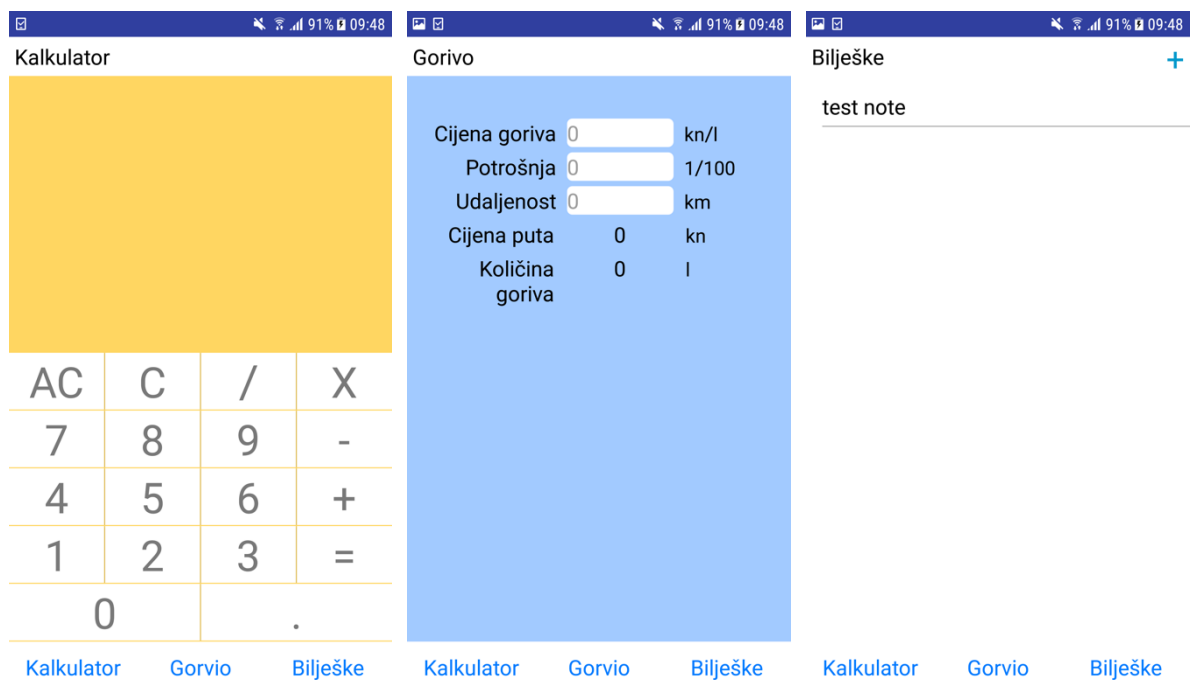 91% 09:48
Kalkulator
AC C / X
7 8 9 -
4 5 6 +
1 2 3 =
0 .
Kalkulator Gorvio Bilješke
91% 09:48
Gorivo
Cijena goriva 0 kn/l
Potrošnja 0 1/100
Udaljenost 0 km
Cijena puta 0 kn
Količina 0 l
goriva
Kalkulator Gorvio Bilješke
91% 09:48
Bilješke +
test note
Kalkulator Gorvio Bilješke